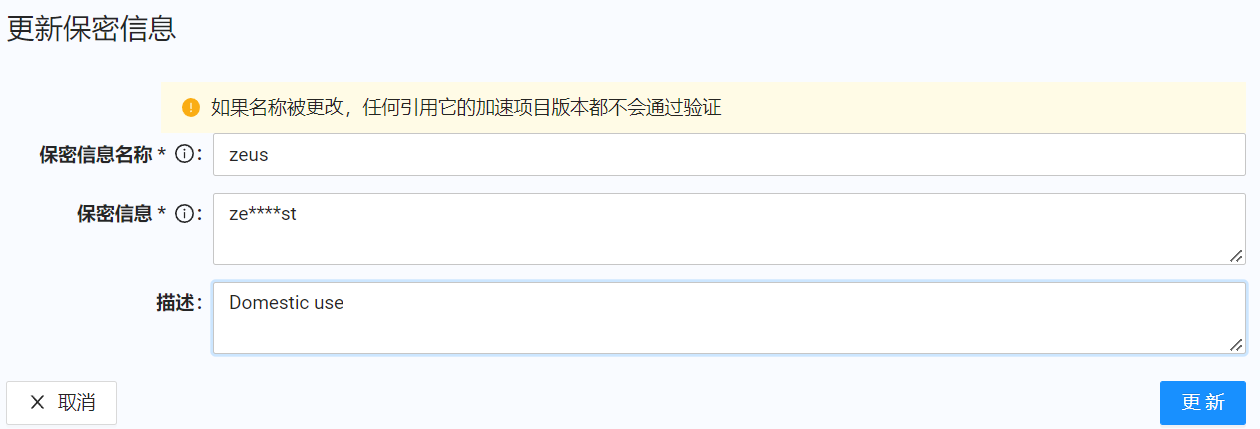 更新保密信息
如果名称被更改，任何引用它的加速项目版本都不会通过验证
保密信息名称 * : zeus
保密信息 * : ze****st
描述: Domestic use
取消
更新